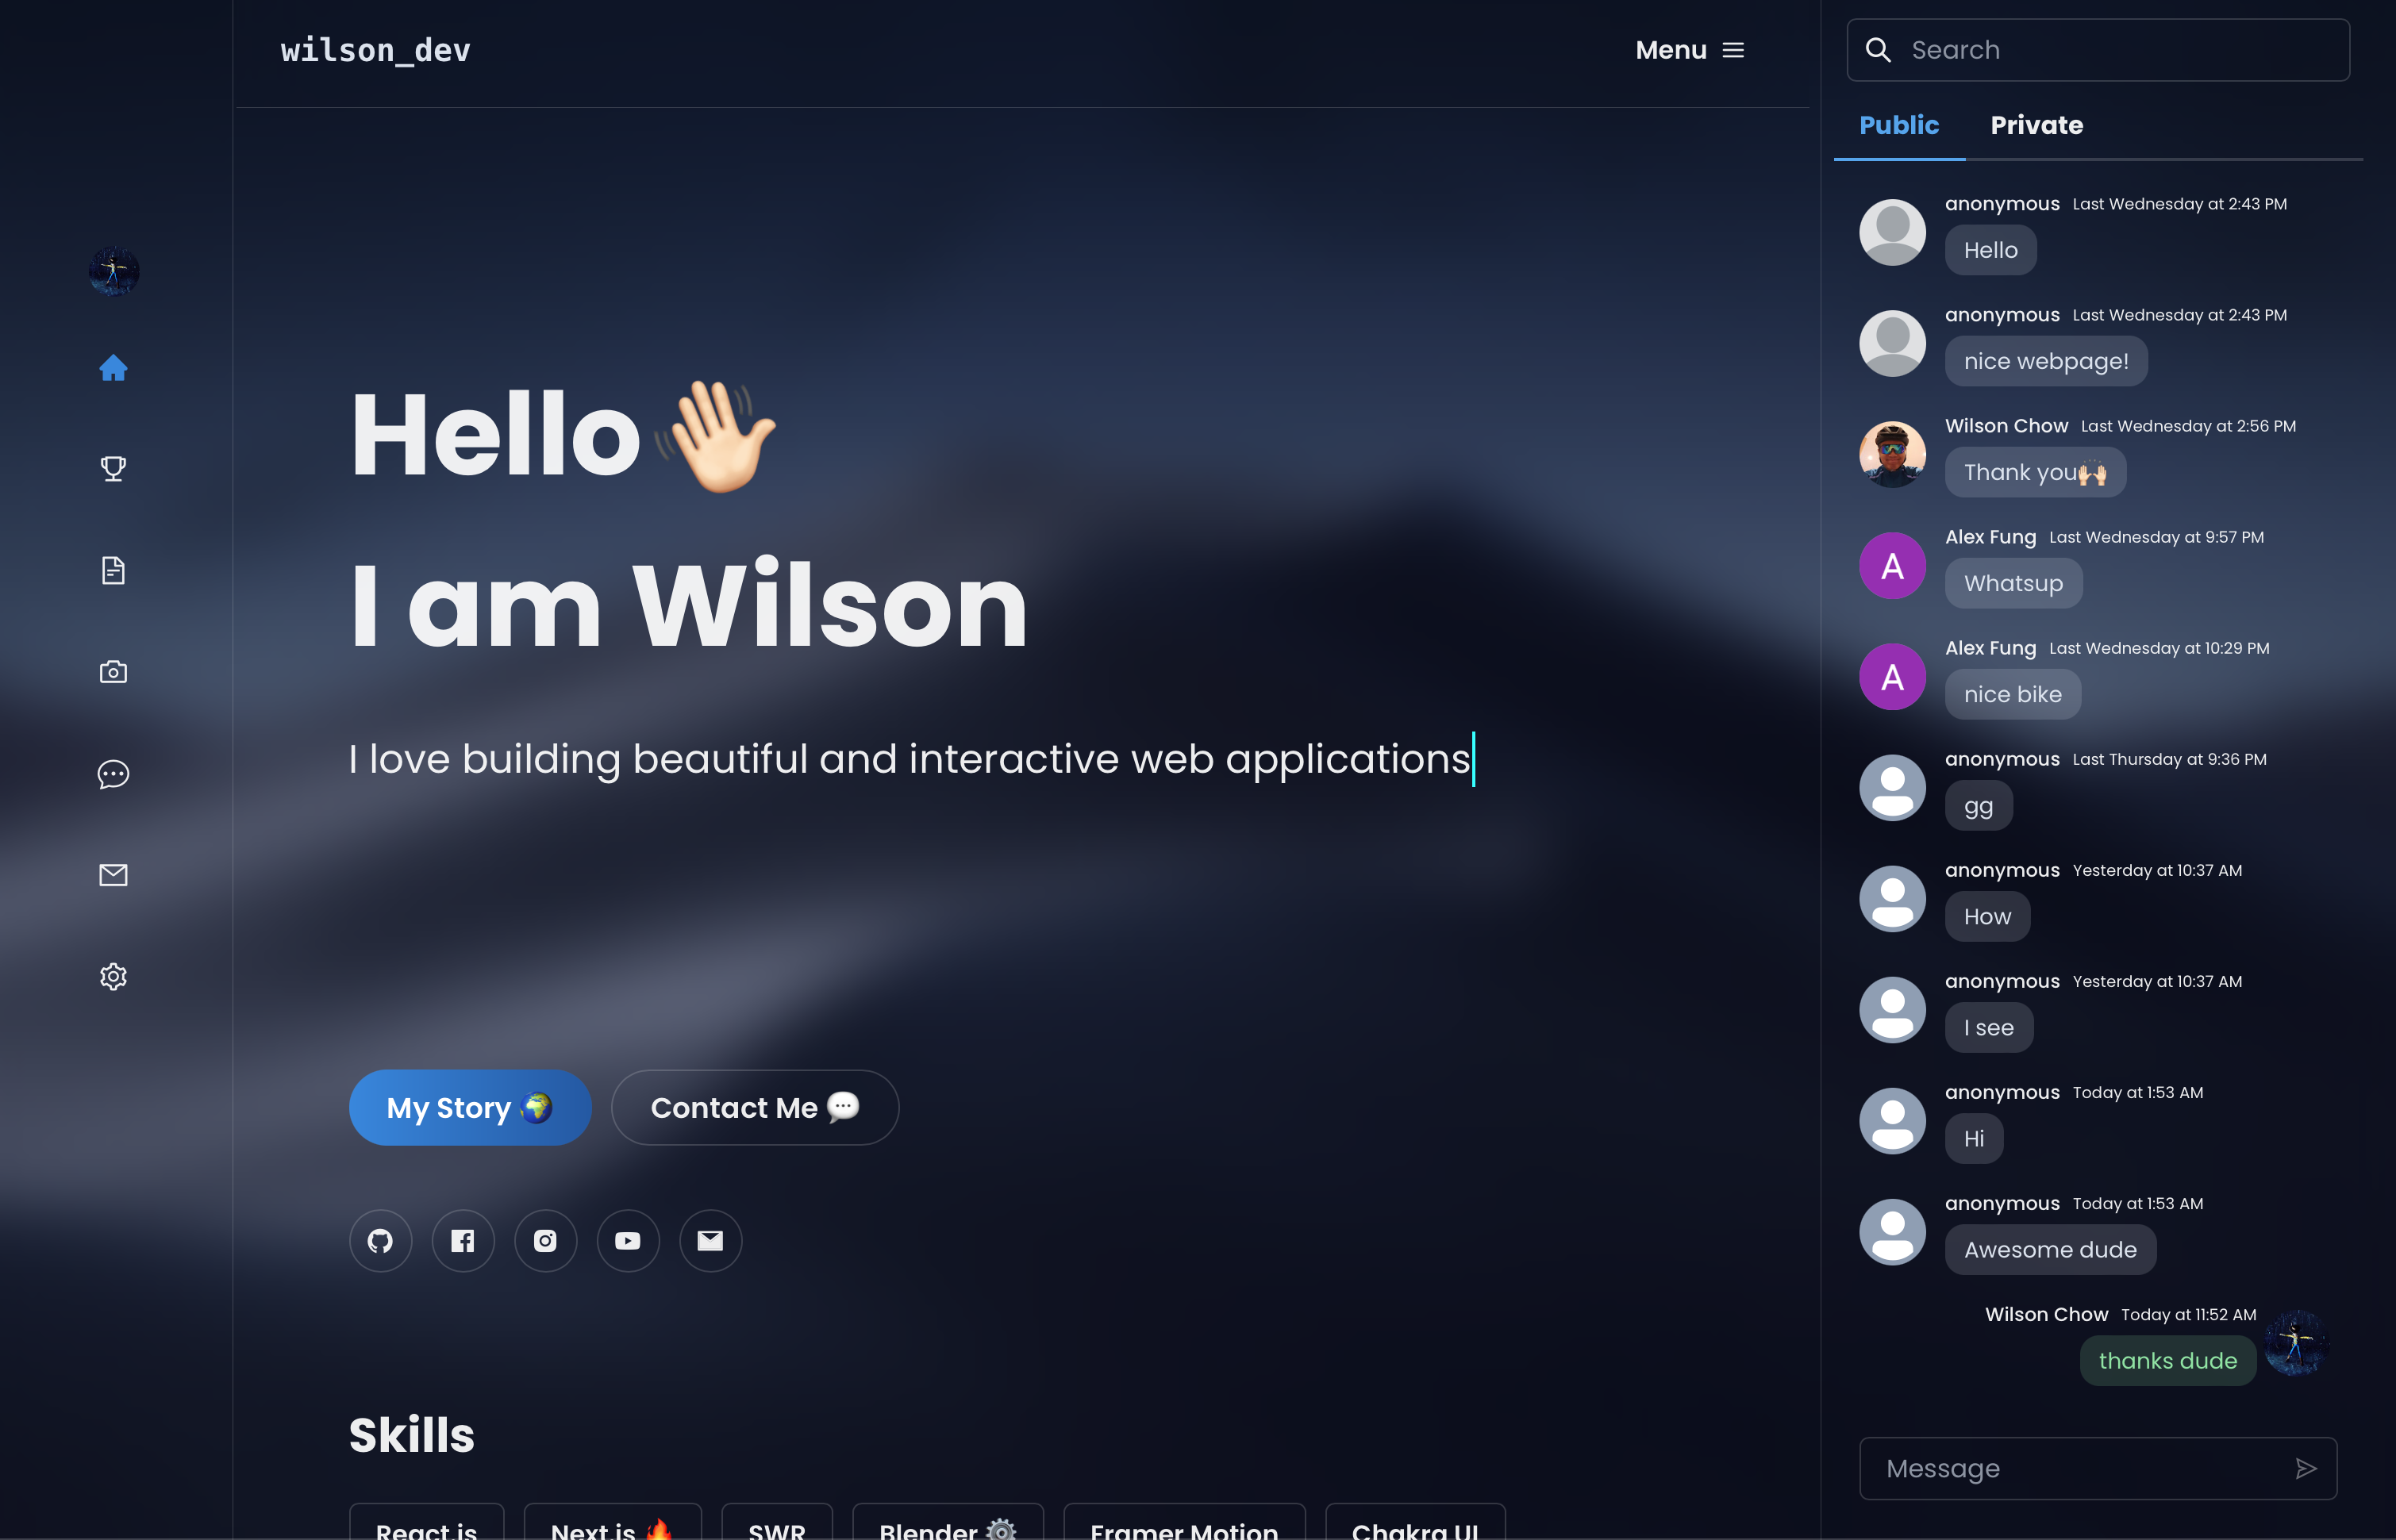 wilson_dev
Menu
Hello 👋🏻
I am Wilson
I love building beautiful and interactive web applications
My Story 🌍
Contact Me 💬
Skills
React.js
Next.js 🔥
SWR
Blender ⚙️
Framer Motion
Chakra UI
Search
Public
Private
anonymous Last Wednesday at 2:43 PM
Hello
anonymous Last Wednesday at 2:43 PM
nice webpage!
Wilson Chow Last Wednesday at 2:56 PM
Thank you🙌🏻
A
Alex Fung Last Wednesday at 9:57 PM
Whatsup
A
Alex Fung Last Wednesday at 10:29 PM
nice bike
anonymous Last Thursday at 9:36 PM
gg
anonymous Yesterday at 10:37 AM
How
anonymous Yesterday at 10:37 AM
I see
anonymous Today at 1:53 AM
Hi
anonymous Today at 1:53 AM
Awesome dude
Wilson Chow Today at 11:52 AM
thanks dude
Message